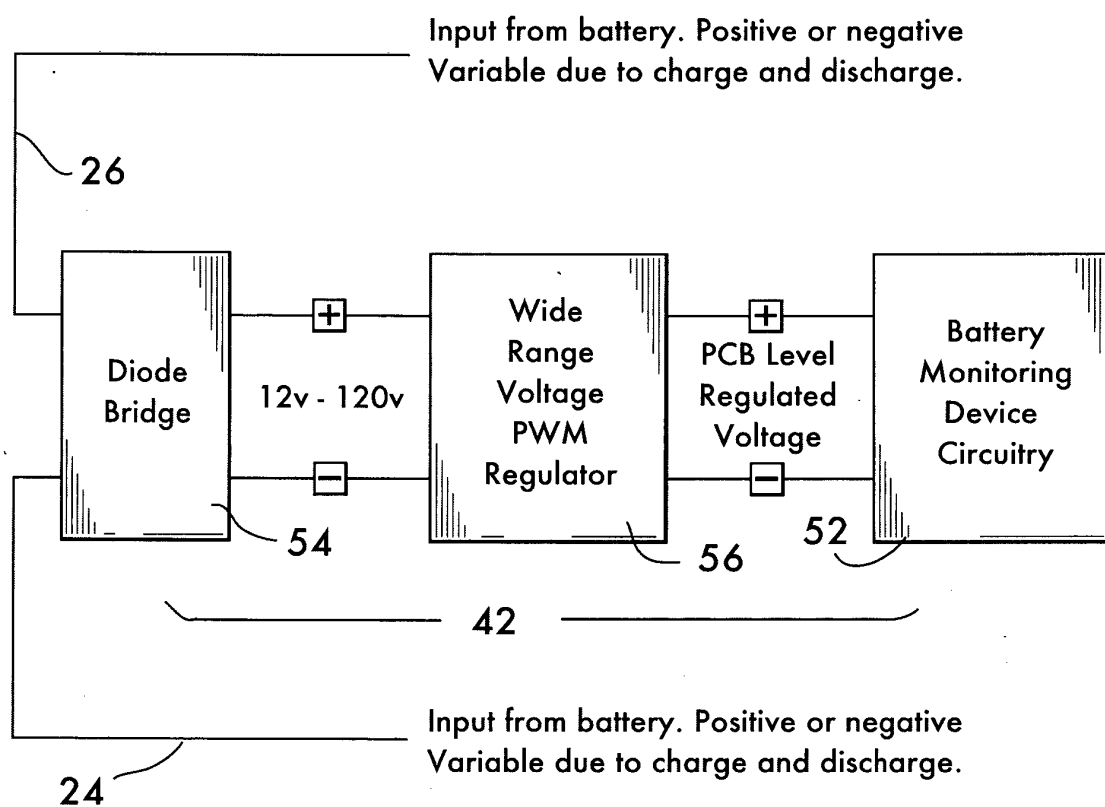 Input from battery. Positive or negative
Variable due to charge and discharge.
26
Diode
Bridge
+
12v - 120v
−
Wide
Range
Voltage
PWM
Regulator
+
PCB Level
Regulated
Voltage
−
Battery
Monitoring
Device
Circuitry
54
56
52
42
Input from battery. Positive or negative
Variable due to charge and discharge.
24